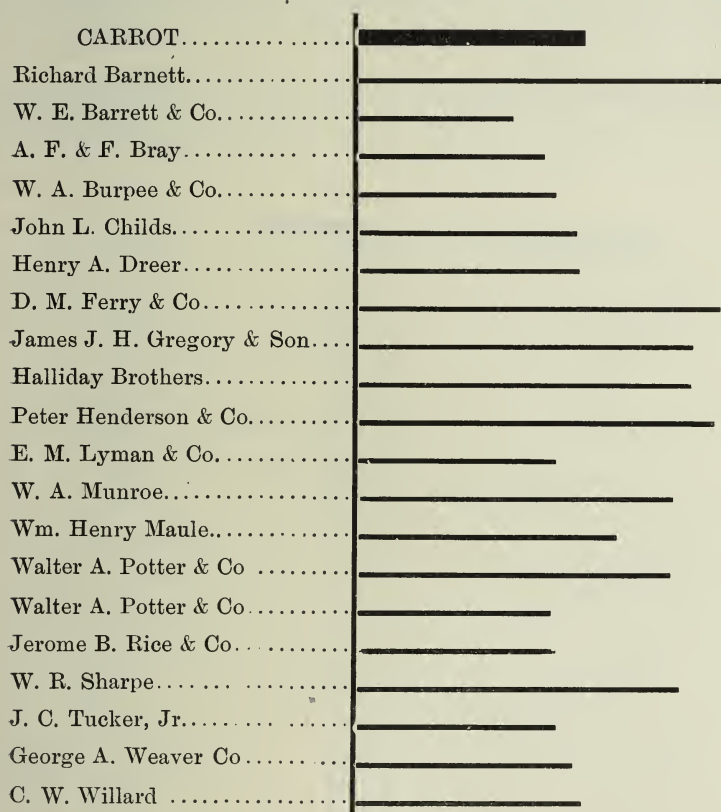 CARROT
Richard Barnett
W. E. Barrett & Co.
A. F. & F. Bray
W. A. Burpee & Co.
John L. Childs
Henry A. Dreer
D. M. Ferry & Co
James J. H. Gregory & Son
Halliday Brothers
Peter Henderson & Co.
E. M. Lyman & Co.
W. A. Munroe
Wm. Henry Maule
Walter A. Potter & Co
Walter A. Potter & Co
Jerome B. Rice & Co
W. R. Sharpe
J. C. Tucker, Jr.
George A. Weaver Co
C. W. Willard